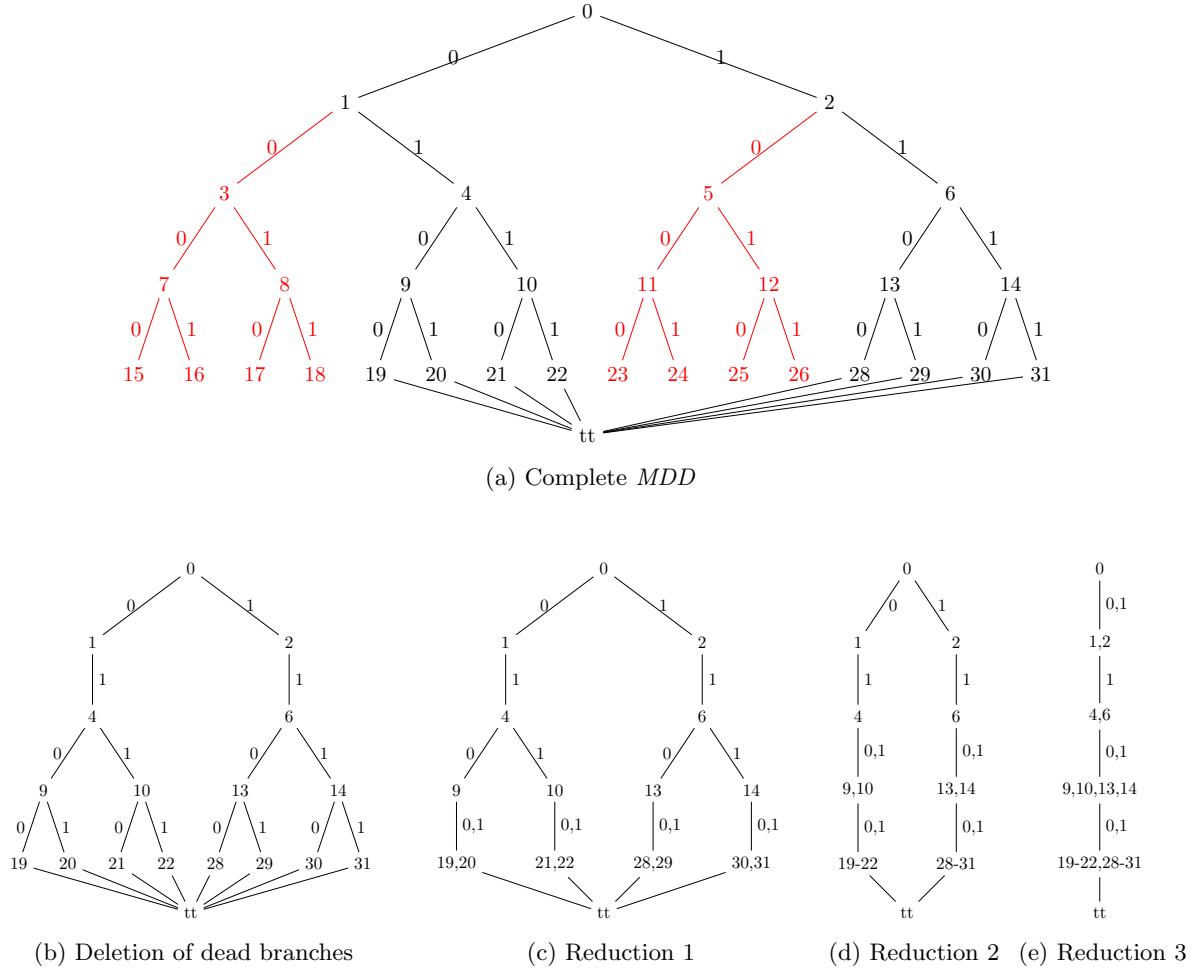 0
0 1
1 2
0 1 0 1
3 4 5 6
0 1 0 1 0 1 0 1
7 8 9 10 11 12 13 14
0 1 0 1 0 1 0 1 0 1 0 1 0 1 0 1
15 16 17 18 19 20 21 22 23 24 25 26 28 29 30 31
tt
(a) Complete MDD
0
0 1
1 2
1 1
4 6
0 1 0 1
9 10 13 14
0 1 0 1 0 1 0 1
19 20 21 22 28 29 30 31
tt
(b) Deletion of dead branches
0
0 1
1 2
1 1
4 6
0 1 0 1
9 10 13 14
0,1 0,1 0,1 0,1
19,20 21,22 28,29 30,31
tt
(c) Reduction 1
0
0 1
1 2
1 1
4 6
0,1 0,1
9,10 13,14
0,1 0,1
19-22 28-31
tt
(d) Reduction 2
0
0,1
1,2
1
4,6
0,1
9,10,13,14
0,1
19-22,28-31
tt
(e) Reduction 3